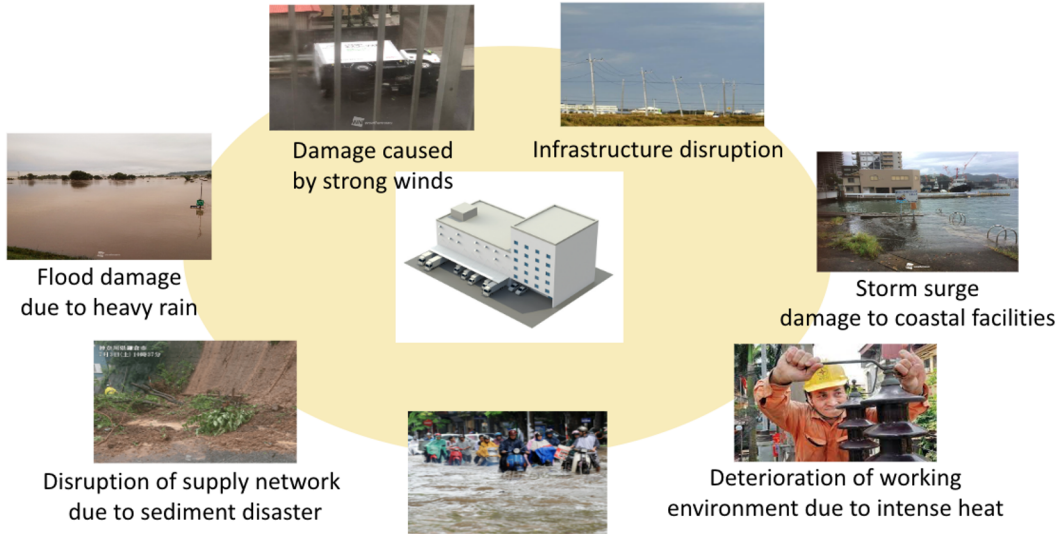 Damage caused
by strong winds
Infrastructure disruption
Flood damage
due to heavy rain
Storm surge
damage to coastal facilities
Disruption of supply network
due to sediment disaster
Deterioration of working
environment due to intense heat